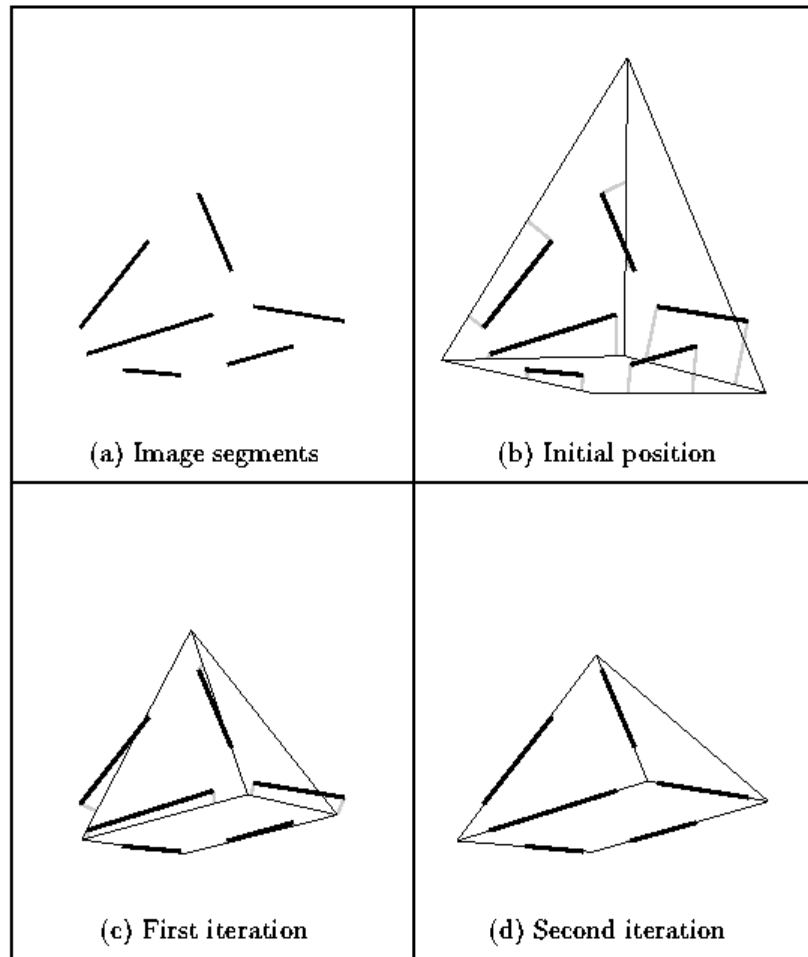 (a) Image segments
(b) Initial position
(c) First iteration
(d) Second iteration